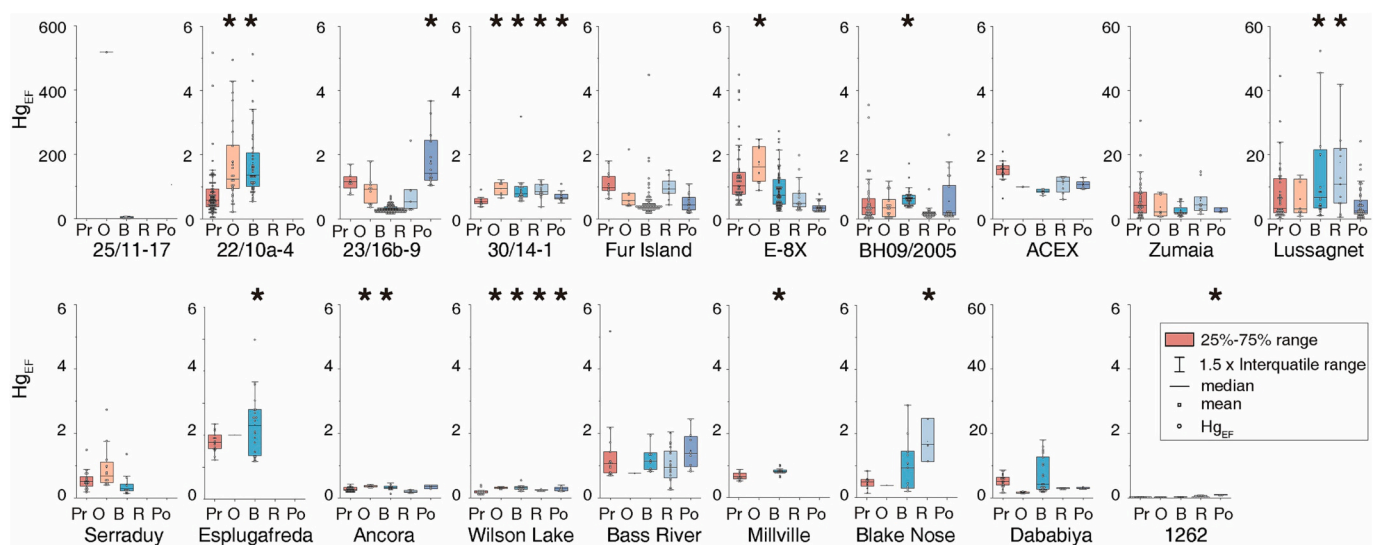 * * * * * * * * * * * *
Hg_EF
600 6 6 6 6 6 6 6 60 60
400 4 4 4 4 4 4 4 40 40
200 2 2 2 2 2 2 2 20 20
0 0 0 0 0 0 0 0 0 0
Pr O B R Po Pr O B R Po Pr O B R Po Pr O B R Po Pr O B R Po Pr O B R Po Pr O B R Po Pr O B R Po Pr O B R Po Pr O B R Po
25/11-17 22/10a-4 23/16b-9 30/14-1 Fur Island E-8X BH09/2005 ACEX Zumaia Lussagnet
* * * * * * * * * *
Hg_EF
6 6 6 6 6 6 6 60 6
4 4 4 4 4 4 4 40 4
2 2 2 2 2 2 2 20 2
0 0 0 0 0 0 0 0 0
Pr O B R Po Pr O B R Po Pr O B R Po Pr O B R Po Pr O B R Po Pr O B R Po Pr O B R Po Pr O B R Po Pr O B R Po
Serraduy Esplugafreda Ancora Wilson Lake Bass River Millville Blake Nose Dababiya 1262
25%-75% range
1.5 x Interquatile range
median
mean
Hg_EF